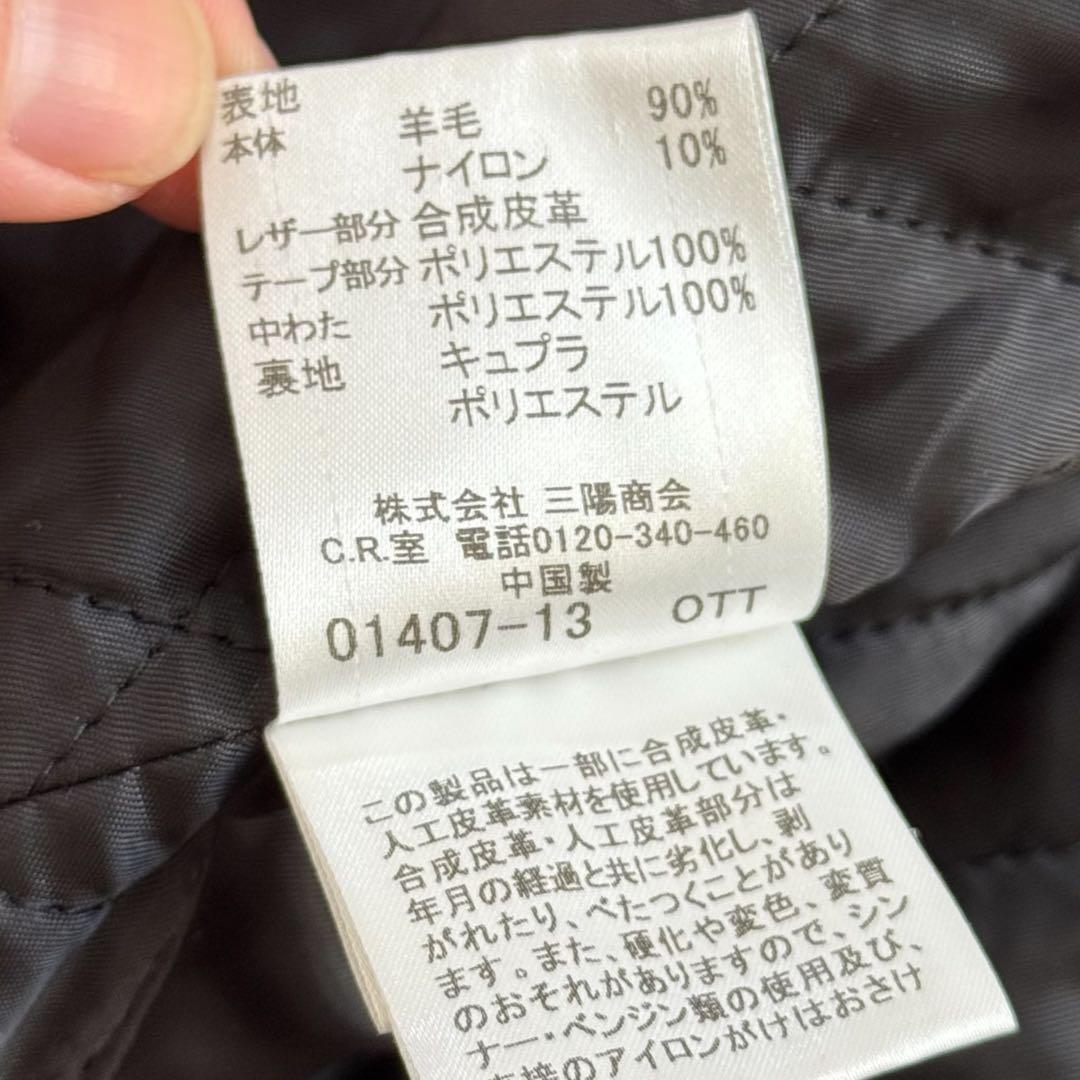 表地
本体 羊毛 90%
ナイロン 10%
レザー部分 合成皮革
テープ部分 ポリエステル100%
中わた ポリエステル100%
裏地 キュプラ
ポリエステル
株式会社 三陽商会
C.R.室 電話0120-340-460
中国製
01407-13 OTT
この製品は一部に合成皮革・
人工皮革素材を使用しています。
合成皮革・人工皮革部分は
年月の経過と共に劣化し、剥
がれたり、べたつくことがあり
ます。また、硬化や変色、変質
のおそれがありますので、シン
ナー・ベンジン類の使用及び、
直接のアイロンがけはおさけ